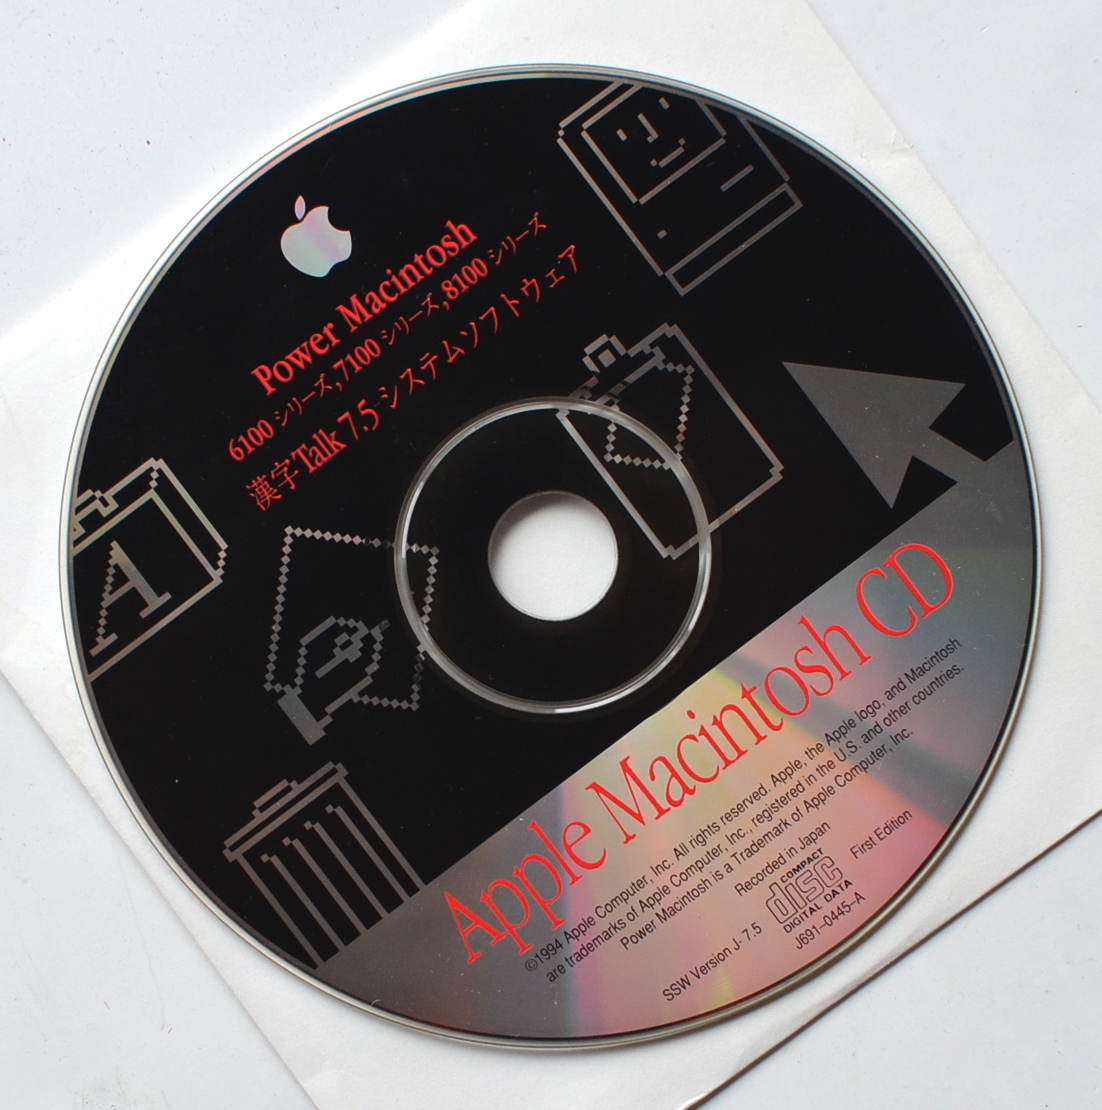 Power Macintosh
6100 シリーズ,7100 シリーズ,8100 シリーズ
漢字Talk 7.5 システムソフトウェア
A
Apple Macintosh CD
©1994 Apple Computer, Inc. All rights reserved. Apple, the Apple logo, and Macintosh
are trademarks of Apple Computer, Inc., registered in the U.S. and other countries.
Power Macintosh is a Trademark of Apple Computer, Inc.
Recorded in Japan
SSW Version J- 7.5
COMPACT
disc
DIGITAL DATA
First Edition
J691–0445–A